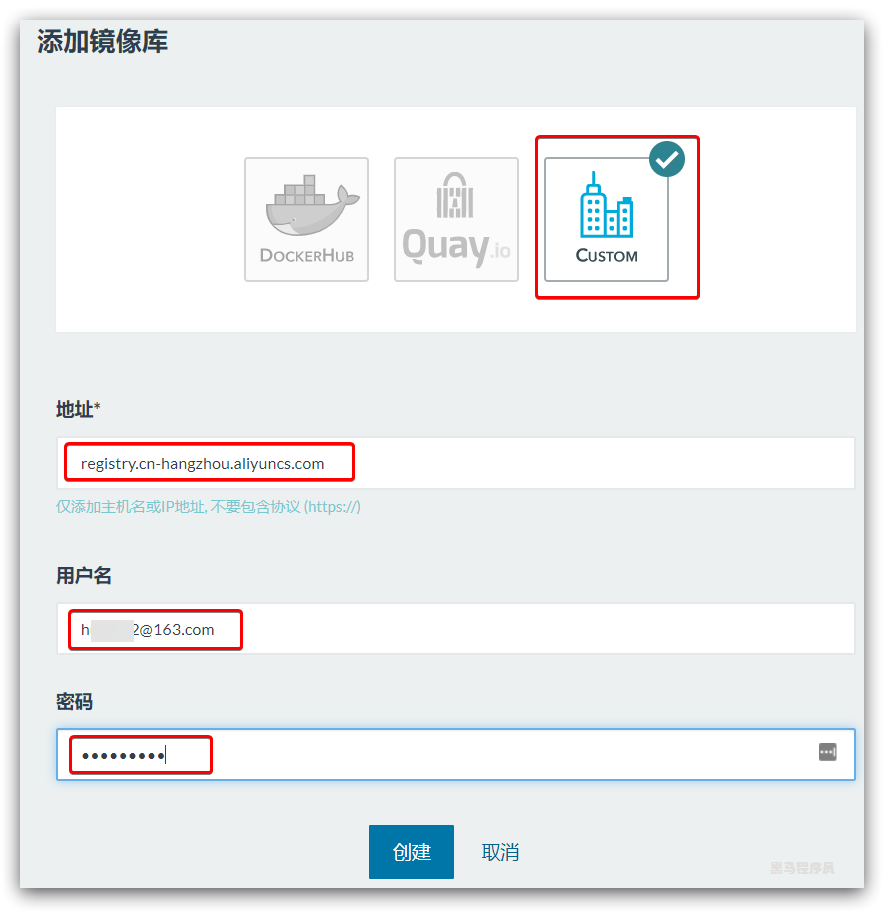 添加镜像库
DOCKERHUB
Quay.io
CUSTOM
地址*
registry.cn-hangzhou.aliyuncs.com
仅添加主机名或IP地址, 不要包含协议 (https://)
用户名
h 2@163.com
密码
•••••••••
创建
取消
黑马程序员